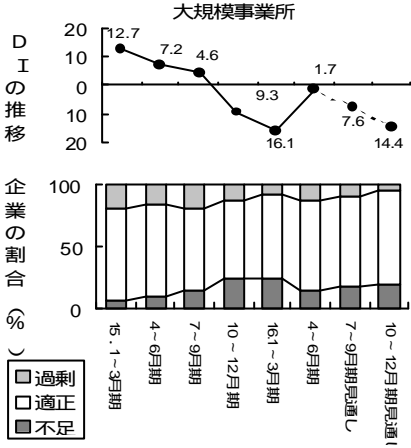 大規模事業所
DIの推移
20
10
0
10
20
12.7
7.2
4.6
9.3
16.1
1.7
7.6
14.4
企業の割合(%)
100
50
0
15.1~3月期
4~6月期
7~9月期
10~12月期
16.1~3月期
4~6月期
7~9月期見通し
10~12月期見通し
過剰
適正
不足